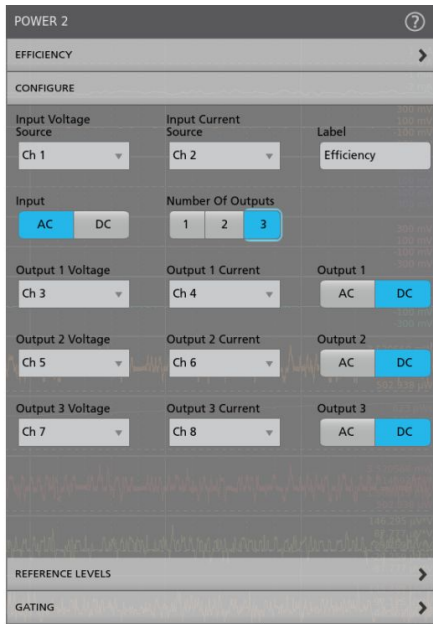 POWER 2
?
EFFICIENCY
CONFIGURE
Input Voltage Source
Input Current Source
Label
Ch 1
Ch 2
Efficiency
Input
Number Of Outputs
AC DC
1 2 3
Output 1 Voltage
Output 1 Current
Output 1
Ch 3
Ch 4
AC DC
Output 2 Voltage
Output 2 Current
Output 2
Ch 5
Ch 6
AC DC
Output 3 Voltage
Output 3 Current
Output 3
Ch 7
Ch 8
AC DC
REFERENCE LEVELS
GATING